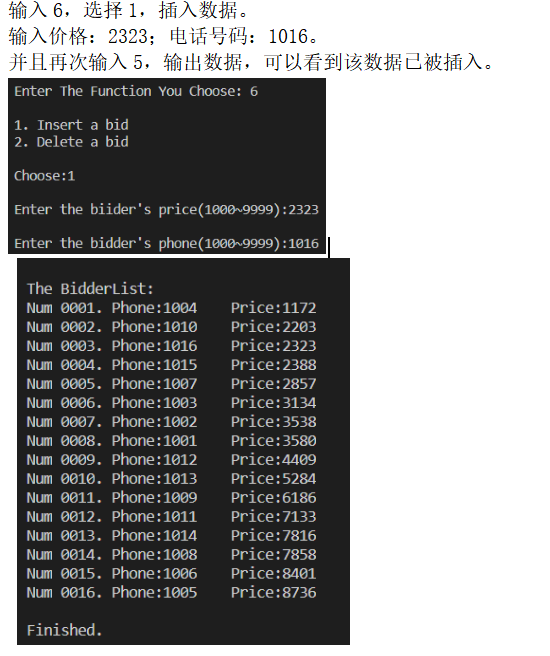 输入 6，选择 1，插入数据。
输入价格：2323；电话号码：1016。
并且再次输入 5，输出数据，可以看到该数据已被插入。
Enter The Function You Choose: 6
1. Insert a bid
2. Delete a bid
Choose:1
Enter the biider's price(1000~9999):2323
Enter the bidder's phone(1000~9999):1016
The BidderList:
Num 0001. Phone:1004 Price:1172
Num 0002. Phone:1010 Price:2203
Num 0003. Phone:1016 Price:2323
Num 0004. Phone:1015 Price:2388
Num 0005. Phone:1007 Price:2857
Num 0006. Phone:1003 Price:3134
Num 0007. Phone:1002 Price:3538
Num 0008. Phone:1001 Price:3580
Num 0009. Phone:1012 Price:4409
Num 0010. Phone:1013 Price:5284
Num 0011. Phone:1009 Price:6186
Num 0012. Phone:1011 Price:7133
Num 0013. Phone:1014 Price:7816
Num 0014. Phone:1008 Price:7858
Num 0015. Phone:1006 Price:8401
Num 0016. Phone:1005 Price:8736
Finished.